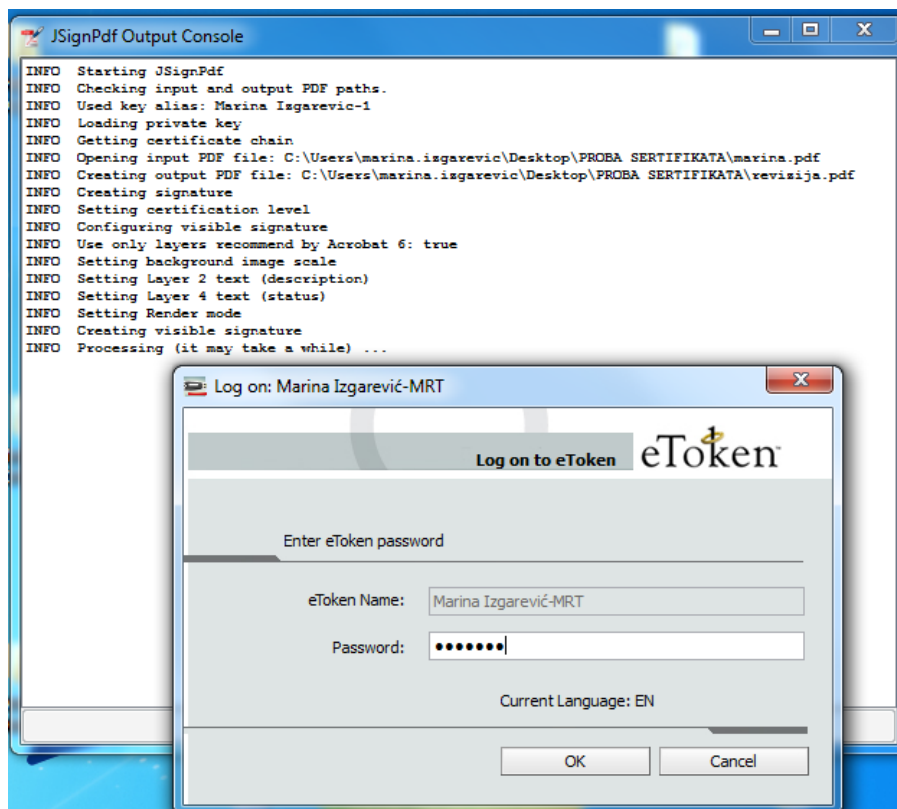 JSignPdf Output Console
INFO Starting JSignPdf
INFO Checking input and output PDF paths.
INFO Used key alias: Marina Izgarevic-1
INFO Loading private key
INFO Getting certificate chain
INFO Opening input PDF file: C:\Users\marina.izgarevic\Desktop\PROBA SERTIFIKATA\marina.pdf
INFO Creating output PDF file: C:\Users\marina.izgarevic\Desktop\PROBA SERTIFIKATA\revizija.pdf
INFO Creating signature
INFO Setting certification level
INFO Configuring visible signature
INFO Use only layers recommend by Acrobat 6: true
INFO Setting background image scale
INFO Setting Layer 2 text (description)
INFO Setting Layer 4 text (status)
INFO Setting Render mode
INFO Creating visible signature
INFO Processing (it may take a while) ...
Log on: Marina Izgarević-MRT
Log on to eToken eToken
Enter eToken password
eToken Name: Marina Izgarević-MRT
Password: •••••••
Current Language: EN
OK Cancel